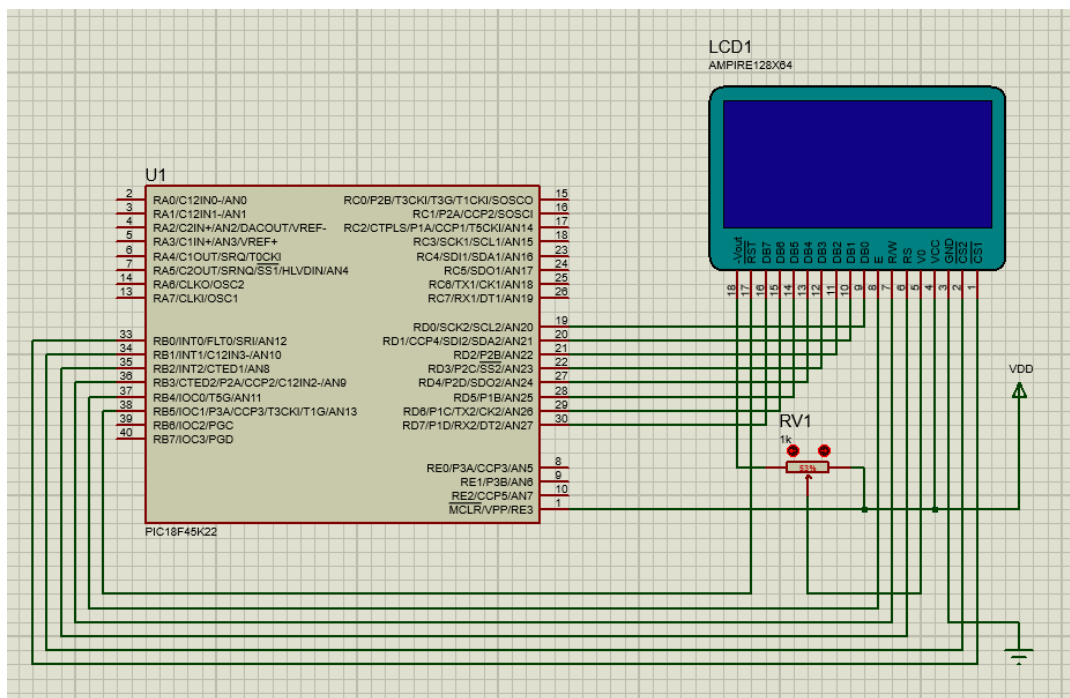 LCD1
AMPIRE128X64
-Vout
RST
DB7
DB6
DB5
DB4
DB3
DB2
DB1
DB0
E
R/W
RS
V0
VCC
GND
CS2
CS1
18
17
16
15
14
13
12
11
10
9
8
7
6
5
4
3
2
1
U1
2 RA0/C12IN0-/AN0 RC0/P2B/T3CKI/T3G/T1CKI/SOSCO 15
3 RA1/C12IN1-/AN1 RC1/P2A/CCP2/SOSCI 16
4 RA2/C2IN+/AN2/DACOUT/VREF- RC2/CTPLS/P1A/CCP1/T5CKI/AN14 17
5 RA3/C1IN+/AN3/VREF+ RC3/SCK1/SCL1/AN15 18
6 RA4/C1OUT/SRQ/T0CKI RC4/SDI1/SDA1/AN16 23
7 RA5/C2OUT/SRNQ/SS1/HLVDIN/AN4 RC5/SDO1/AN17 24
14 RA6/CLKO/OSC2 RC6/TX1/CK1/AN18 25
13 RA7/CLKI/OSC1 RC7/RX1/DT1/AN19 26
RD0/SCK2/SCL2/AN20 19
33 RB0/INT0/FLT0/SRI/AN12 RD1/CCP4/SDI2/SDA2/AN21 20
34 RB1/INT1/C12IN3-/AN10 RD2/P2B/AN22 21
35 RB2/INT2/CTED1/AN8 RD3/P2C/SS2/AN23 22
36 RB3/CTED2/P2A/CCP2/C12IN2-/AN9 RD4/P2D/SDO2/AN24 27
37 RB4/IOC0/T5G/AN11 RD5/P1B/AN25 28
38 RB5/IOC1/P3A/CCP3/T3CKI/T1G/AN13 RD6/P1C/TX2/CK2/AN26 29
39 RB6/IOC2/PGC RD7/P1D/RX2/DT2/AN27 30
40 RB7/IOC3/PGD
RE0/P3A/CCP3/AN5 8
RE1/P3B/AN6 9
RE2/CCP5/AN7 10
MCLR/VPP/RE3 1
PIC18F45K22
VDD
RV1
1k
53%